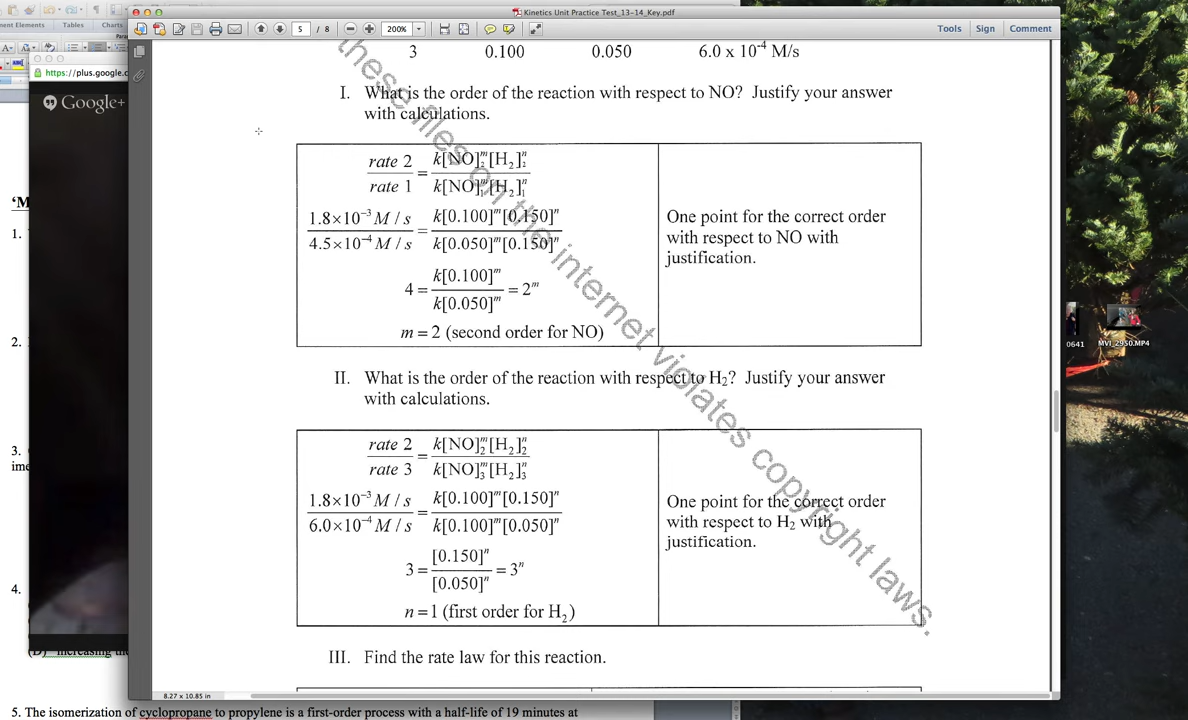 Kinetics Unit Practice Test_13-14_Key.pdf
5 / 8
200%
Tools Sign Comment
Tables Charts
https://plus.google.c
Google+
3 0.100 0.050 6.0 x 10⁻⁴ M/s
I. What is the order of the reaction with respect to NO? Justify your answer
with calculations.
rate 2 / rate 1 = k[NO]₂ᵐ[H₂]₂ⁿ / k[NO]₁ᵐ[H₂]₁ⁿ
1.8×10⁻³ M / s / 4.5×10⁻⁴ M / s = k[0.100]ᵐ[0.150]ⁿ / k[0.050]ᵐ[0.150]ⁿ
4 = k[0.100]ᵐ / k[0.050]ᵐ = 2ᵐ
m = 2 (second order for NO)
One point for the correct order
with respect to NO with
justification.
II. What is the order of the reaction with respect to H₂? Justify your answer
with calculations.
rate 2 / rate 3 = k[NO]₂ᵐ[H₂]₂ⁿ / k[NO]₃ᵐ[H₂]₃ⁿ
1.8×10⁻³ M / s / 6.0×10⁻⁴ M / s = k[0.100]ᵐ[0.150]ⁿ / k[0.100]ᵐ[0.050]ⁿ
3 = [0.150]ⁿ / [0.050]ⁿ = 3ⁿ
n = 1 (first order for H₂)
One point for the correct order
with respect to H₂ with
justification.
III. Find the rate law for this reaction.
these files on the internet violates copyright laws.
8.27 x 10.85 in
'M
1.
2.
3.
4.
5. The isomerization of cyclopropane to propylene is a first-order process with a half-life of 19 minutes at
0641
MVI_2950.MP4